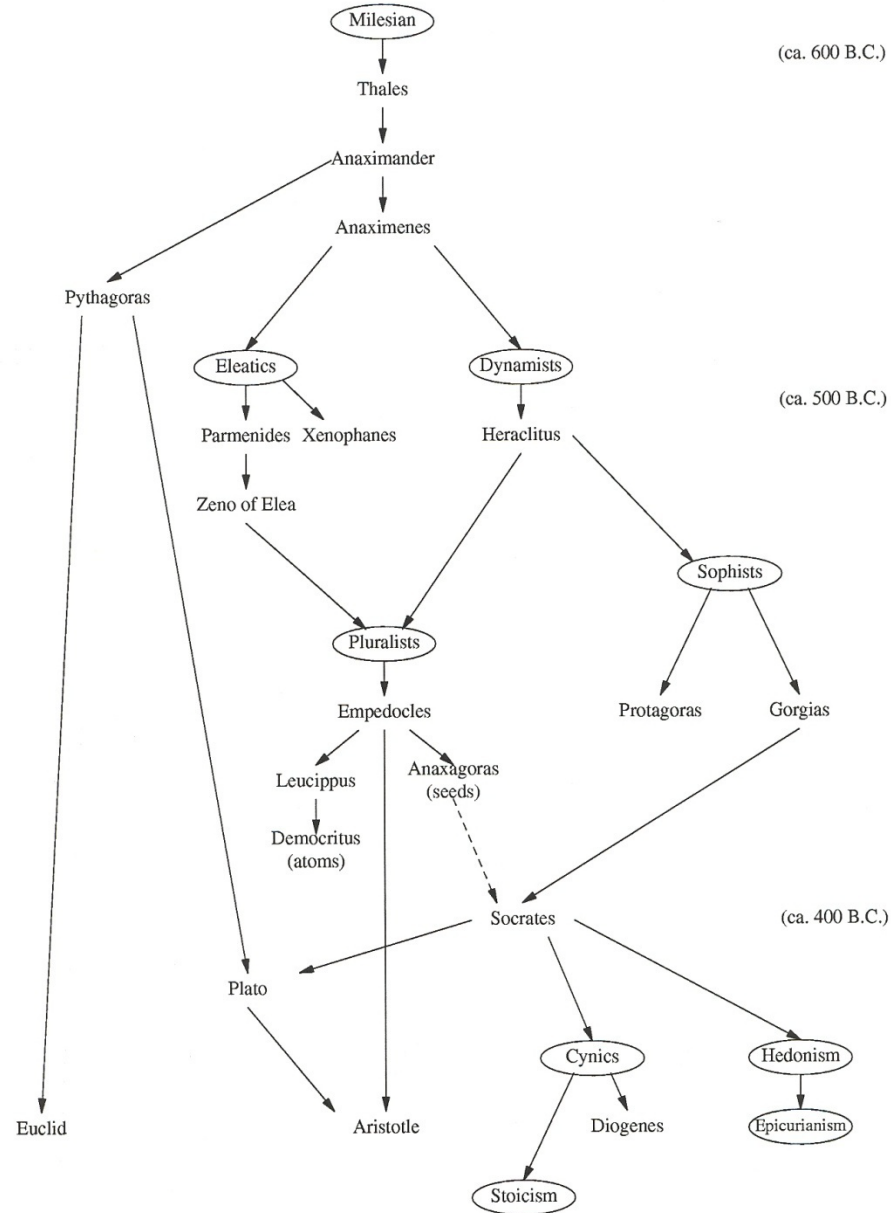 Milesian
(ca. 600 B.C.)
Thales
Anaximander
Anaximenes
Pythagoras
Eleatics
Dynamists
(ca. 500 B.C.)
Parmenides
Xenophanes
Heraclitus
Zeno of Elea
Sophists
Pluralists
Empedocles
Protagoras
Gorgias
Leucippus
Anaxagoras
(seeds)
Democritus
(atoms)
Socrates
(ca. 400 B.C.)
Plato
Cynics
Hedonism
Euclid
Aristotle
Diogenes
Epicurianism
Stoicism